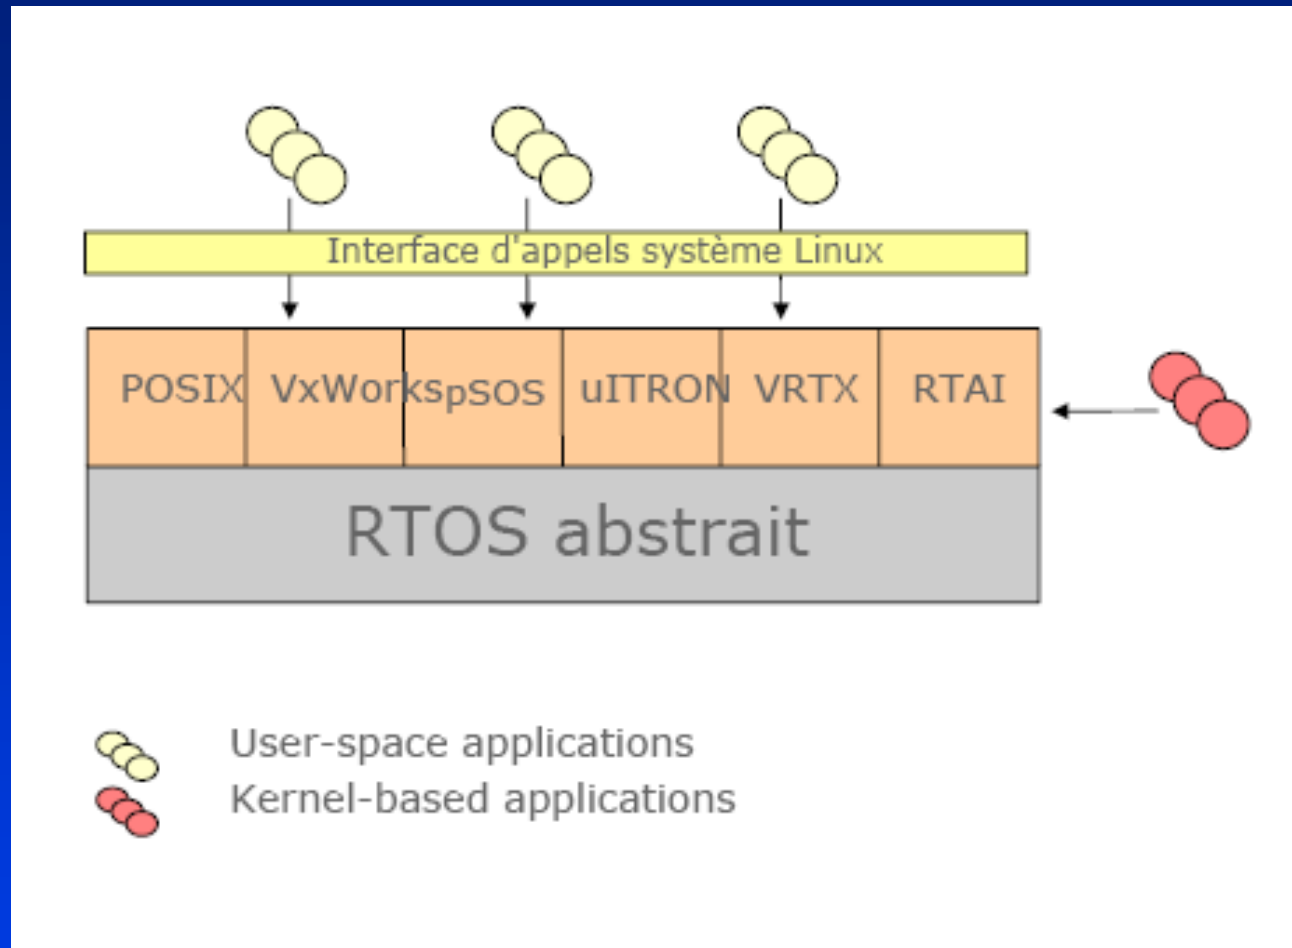 Interface d'appels système Linux
POSIX VxWorks pSOS uITRON VRTX RTAI
RTOS abstrait
User-space applications
Kernel-based applications